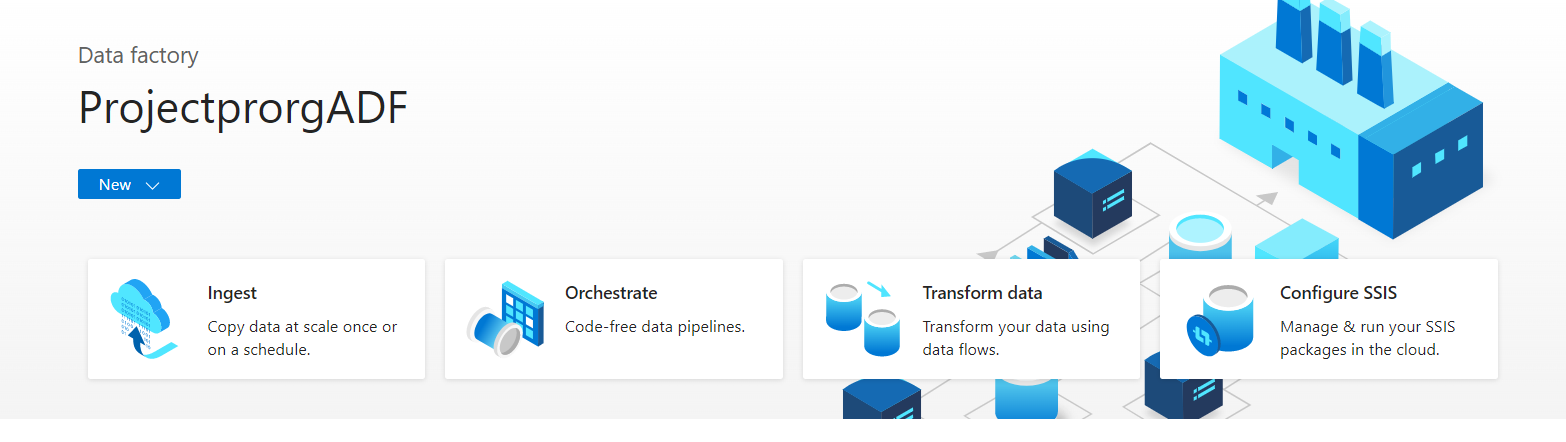 Data factory
ProjectprorgADF
New
Ingest
Copy data at scale once or
on a schedule.
Orchestrate
Code-free data pipelines.
Transform data
Transform your data using
data flows.
Configure SSIS
Manage & run your SSIS
packages in the cloud.